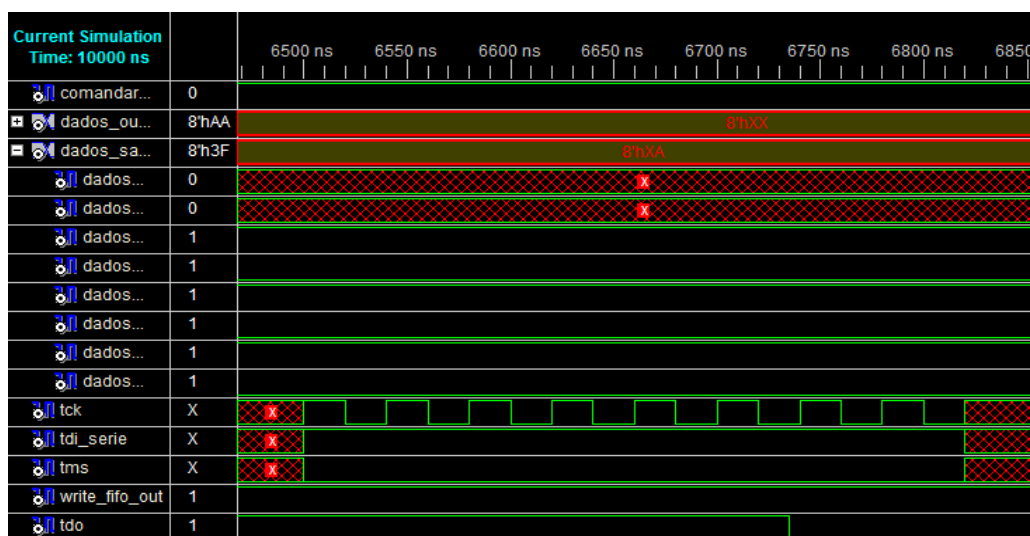 Current Simulation
Time: 10000 ns
6500 ns 6550 ns 6600 ns 6650 ns 6700 ns 6750 ns 6800 ns 6850
comandar... 0
dados_ou... 8'hAA 8'hXX
dados_sa... 8'h3F 8'hXA
dados... 0 X
dados... 0 X
dados... 1
dados... 1
dados... 1
dados... 1
dados... 1
dados... 1
tck X X
tdi_serie X X
tms X X
write_fifo_out 1
tdo 1